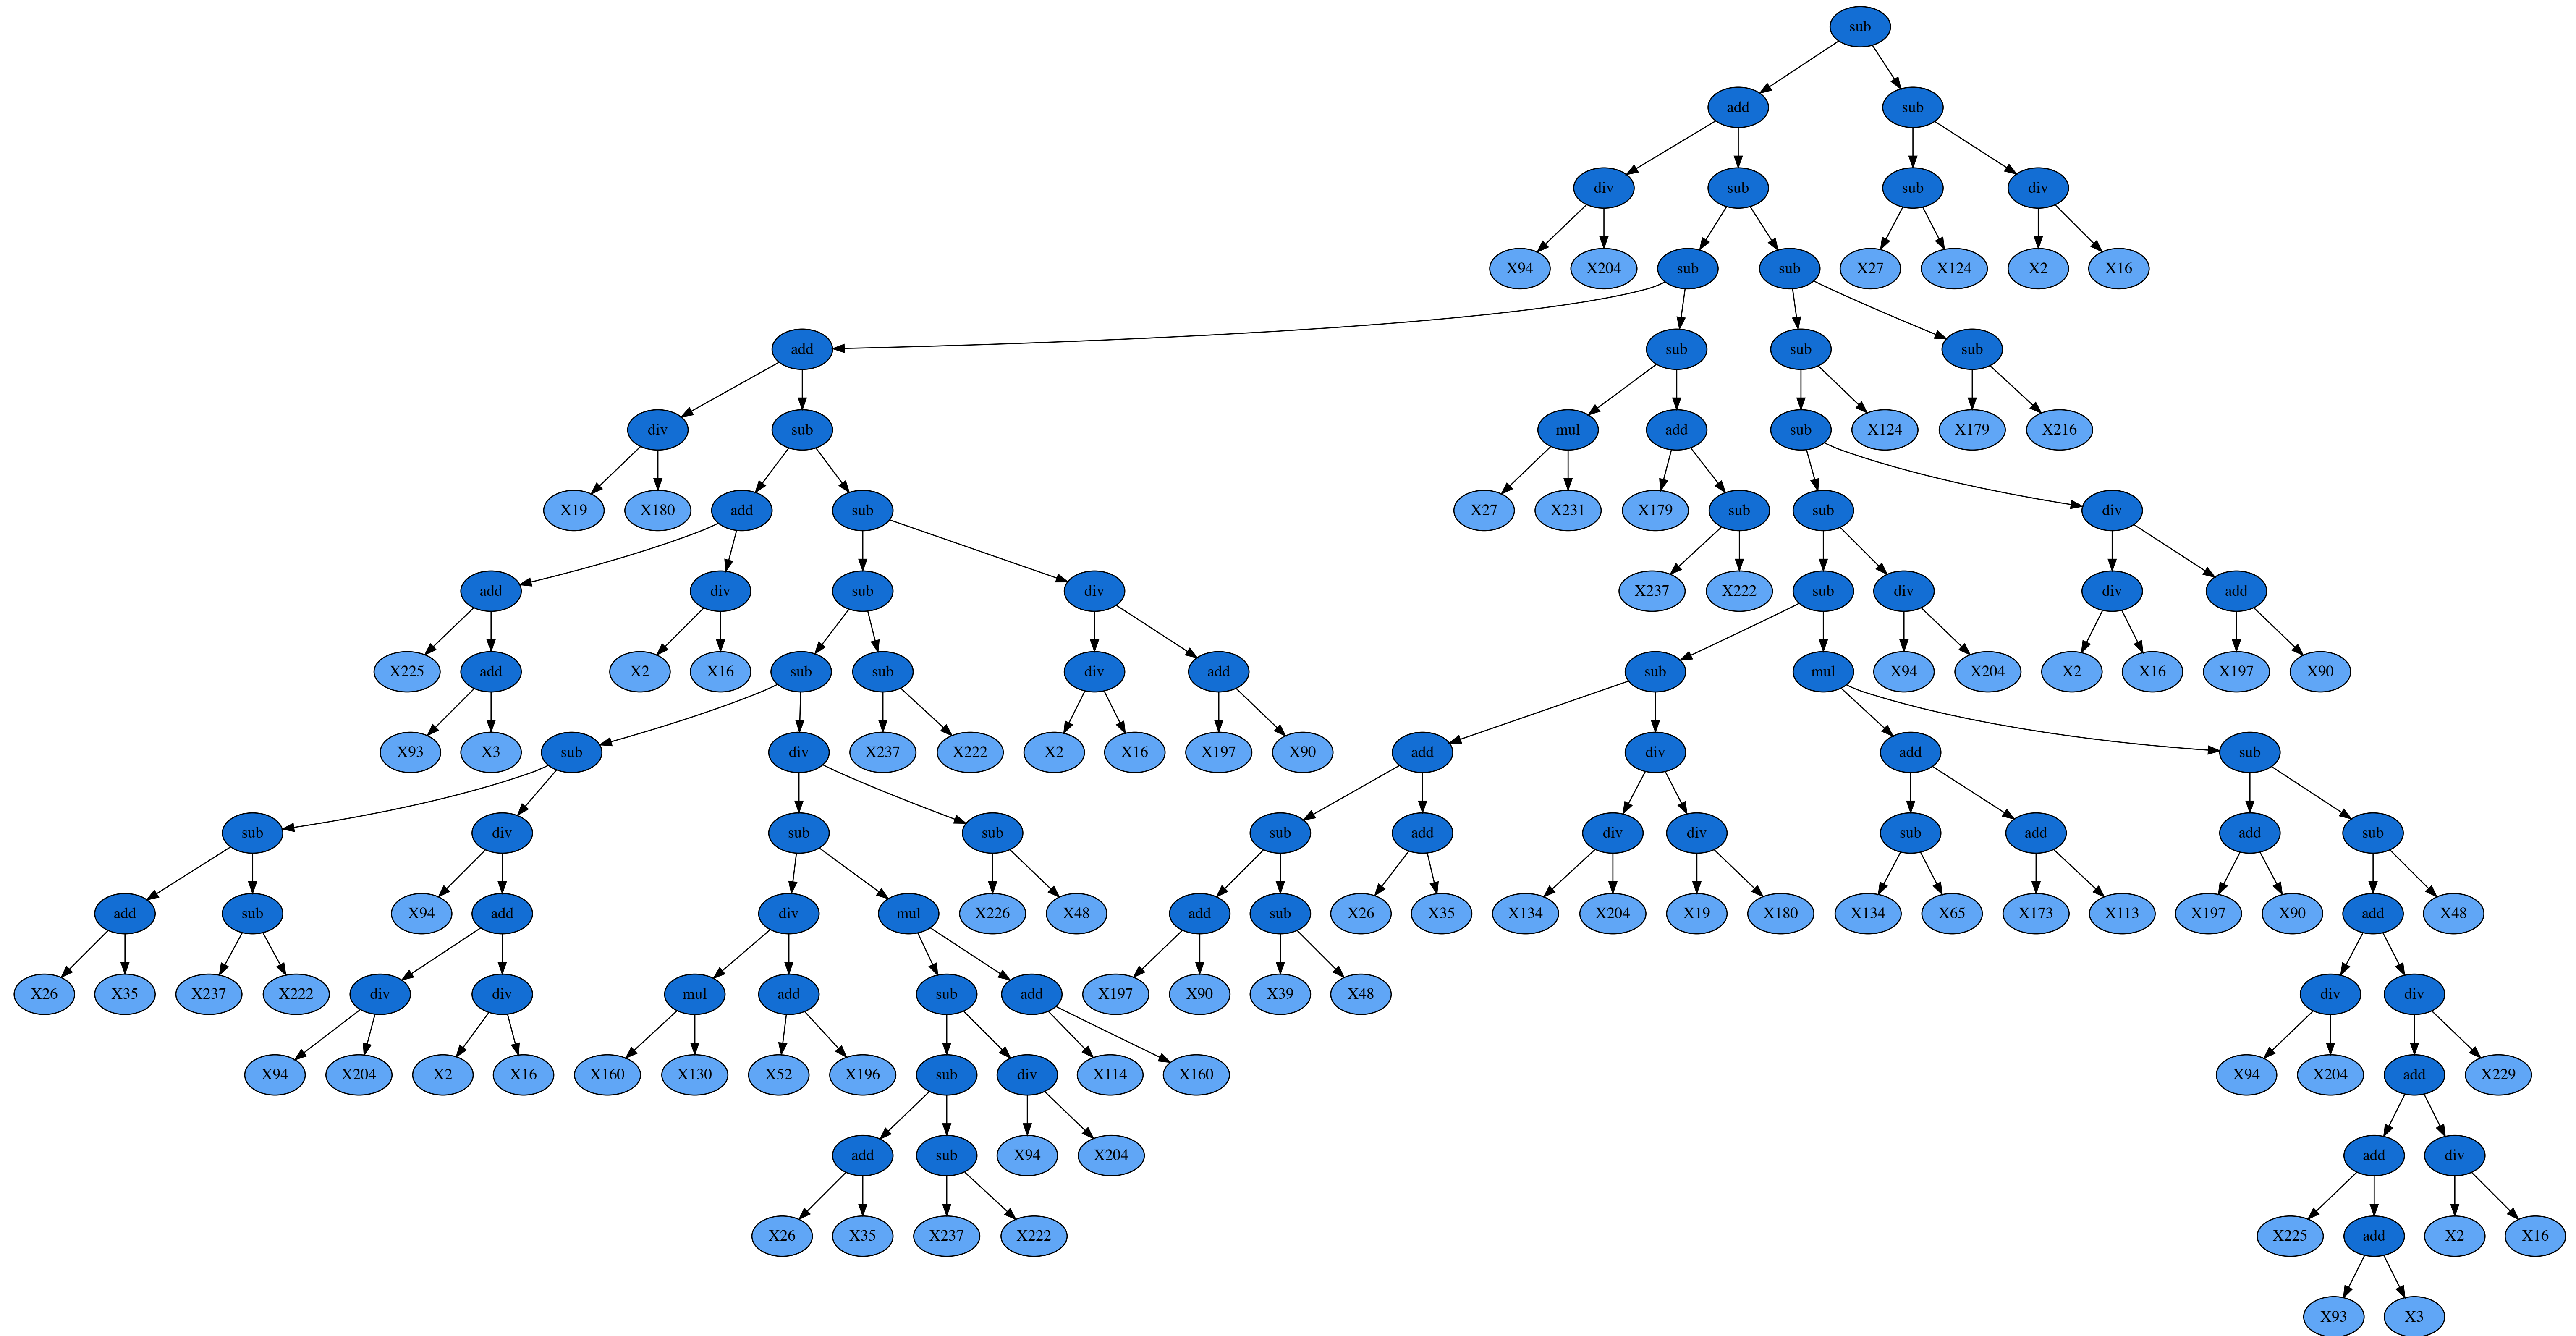 sub
add sub
div sub sub div
X94 X204 sub sub X27 X124 X2 X16
add sub sub sub
div sub mul add sub X124 X179 X216
X19 X180 add sub X27 X231 X179 sub sub div
add div sub div X237 X222 sub div div add
X225 add X2 X16 sub sub div add sub mul X94 X204 X2 X16 X197 X90
X93 X3 sub div X237 X222 X2 X16 X197 X90 add div add sub
sub div sub sub sub add div div sub add add sub
add sub X94 add div mul X226 X48 add sub X26 X35 X134 X204 X19 X180 X134 X65 X173 X113 X197 X90 add X48
X26 X35 X237 X222 div div mul add sub add X197 X90 X39 X48 div div
X94 X204 X2 X16 X160 X130 X52 X196 sub div X114 X160 X94 X204 add X229
add sub X94 X204 add div
X26 X35 X237 X222 X225 add X2 X16
X93 X3